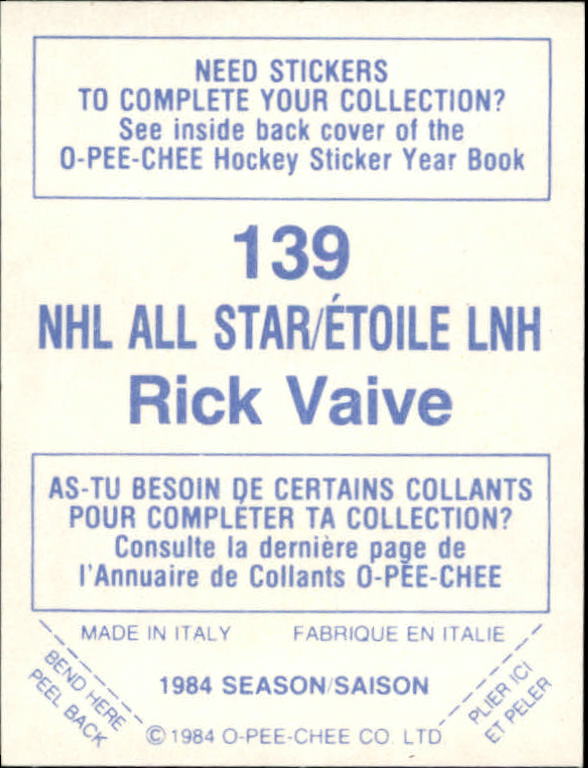 NEED STICKERS
TO COMPLETE YOUR COLLECTION?
See inside back cover of the
O-PEE-CHEE Hockey Sticker Year Book
139
NHL ALL STAR/ÉTOILE LNH
Rick Vaive
AS-TU BESOIN DE CERTAINS COLLANTS
POUR COMPLÉTER TA COLLECTION?
Consulte la dernière page de
l'Annuaire de Collants O-PÉE-CHEE
MADE IN ITALY FABRIQUE EN ITALIE
BEND HERE
PEEL BACK
1984 SEASON/SAISON
PLIER ICI
ET PELER
© 1984 O-PEE-CHEE CO. LTD